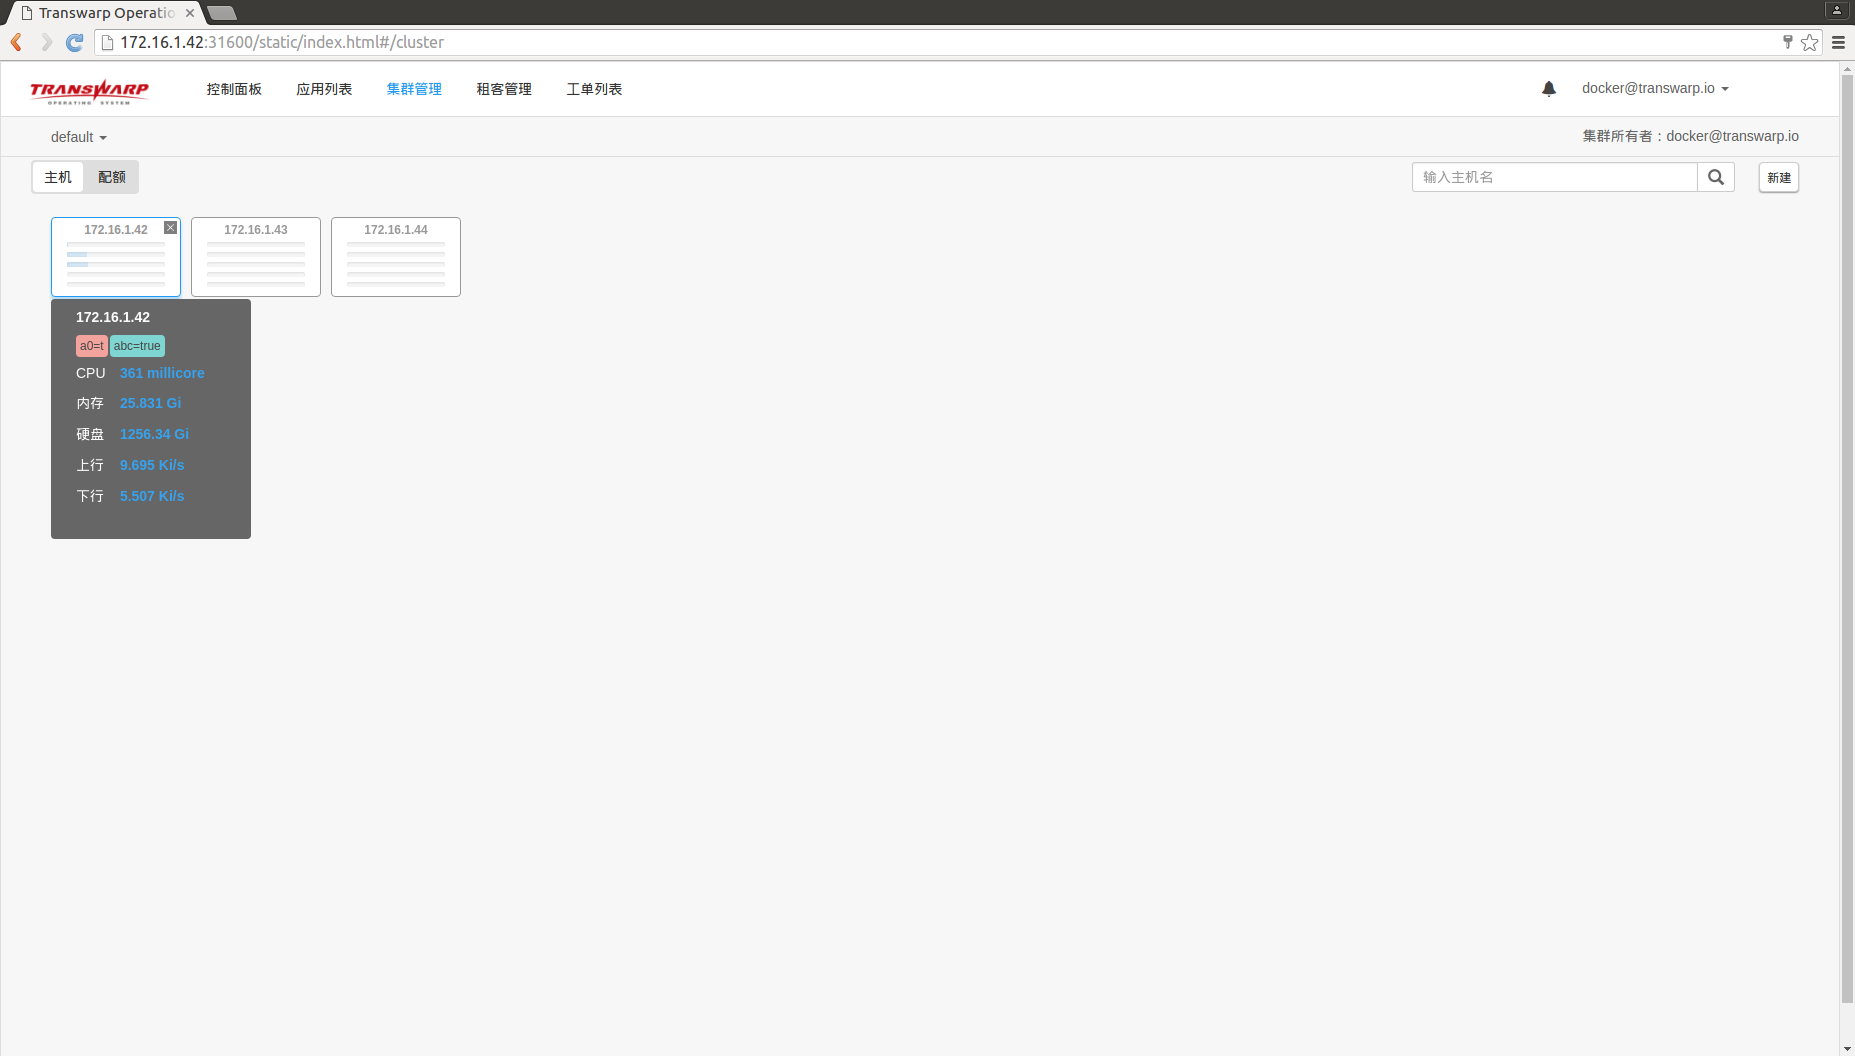 Transwarp Operatio
172.16.1.42:31600/static/index.html#/cluster
TRANSWARP
OPERATING SYSTEM
控制面板 应用列表 集群管理 租客管理 工单列表 docker@transwarp.io
default 集群所有者：docker@transwarp.io
主机 配额 输入主机名 新建
172.16.1.42 172.16.1.43 172.16.1.44
172.16.1.42
a0=t abc=true
CPU 361 millicore
内存 25.831 Gi
硬盘 1256.34 Gi
上行 9.695 Ki/s
下行 5.507 Ki/s